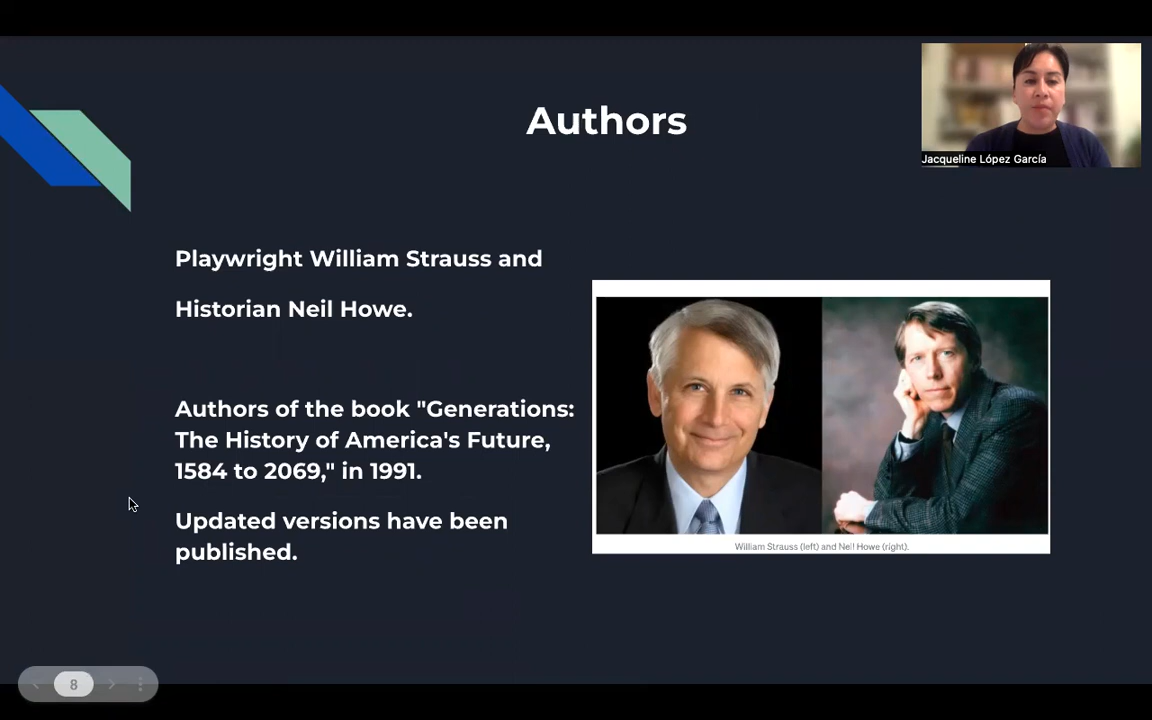 Authors
Jacqueline López García
Playwright William Strauss and
Historian Neil Howe.
Authors of the book "Generations:
The History of America's Future,
1584 to 2069," in 1991.
Updated versions have been
published.
William Strauss (left) and Neil Howe (right).
8